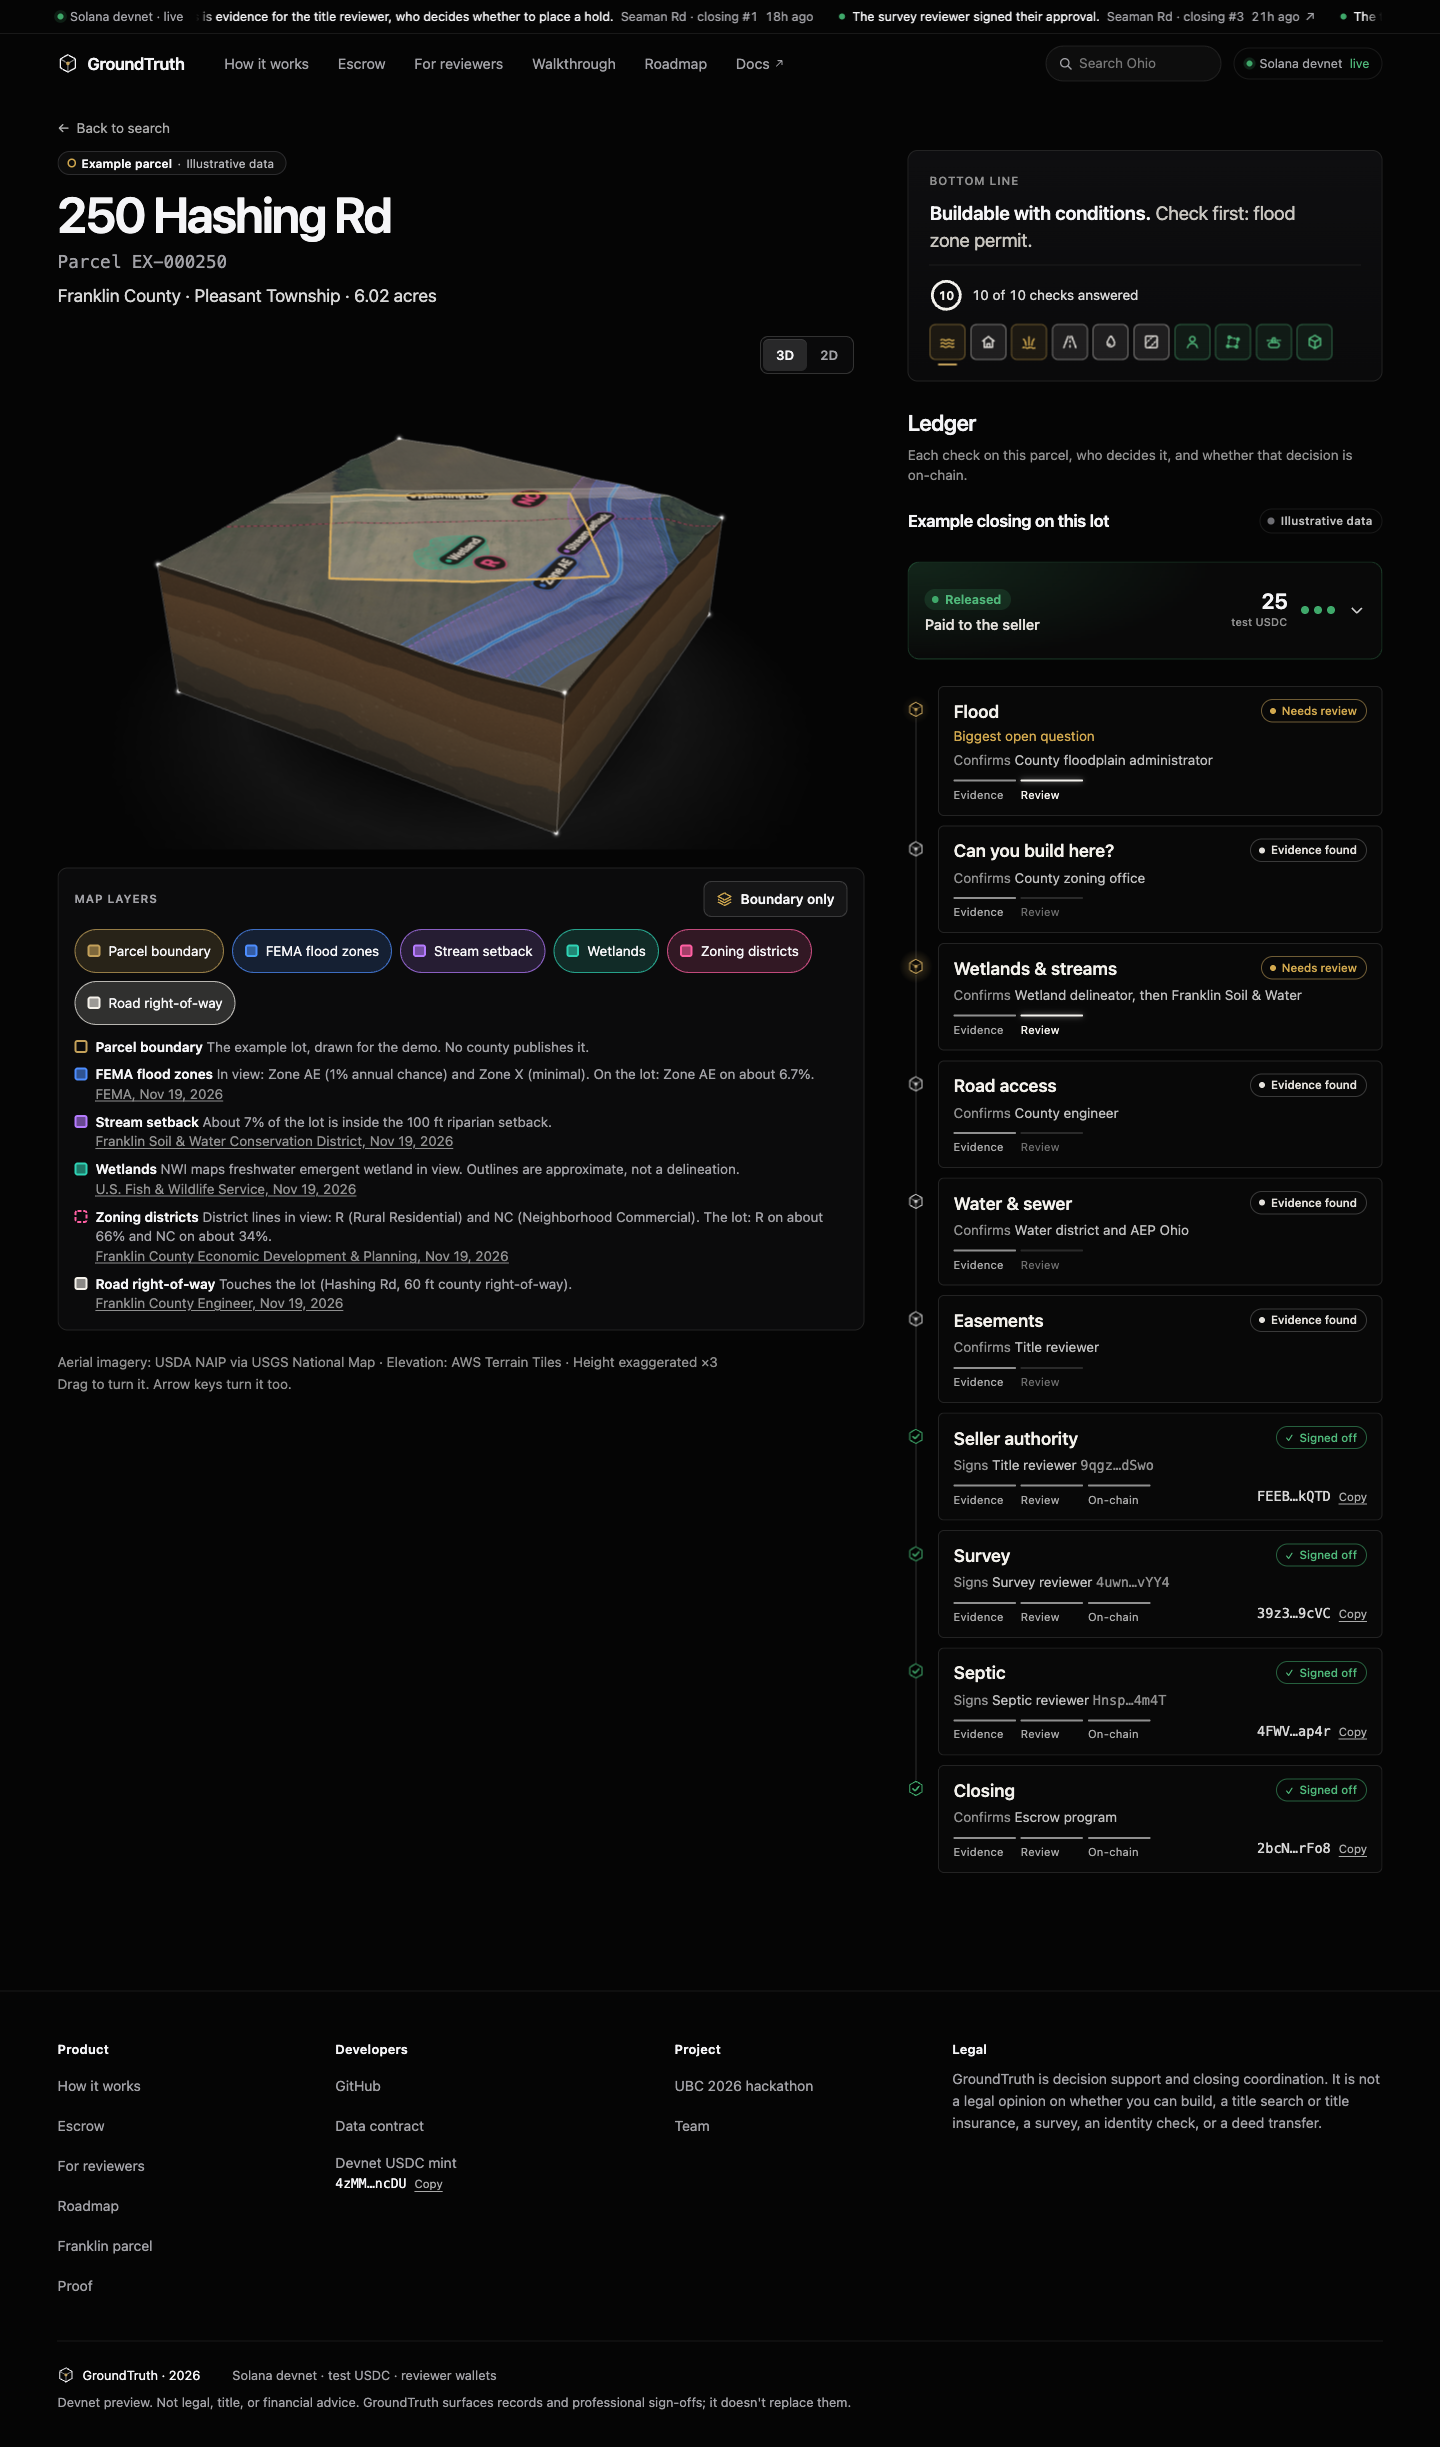 Solana devnet · live is evidence for the title reviewer, who decides whether to place a hold. Seaman Rd · closing #1 18h ago The survey reviewer signed their approval. Seaman Rd · closing #3 21h ago ↗ The
GroundTruth How it works Escrow For reviewers Walkthrough Roadmap Docs ↗ Search Ohio Solana devnet live
← Back to search
Example parcel · Illustrative data
250 Hashing Rd
Parcel EX-000250
Franklin County · Pleasant Township · 6.02 acres
3D 2D
Hashing Rd
NC
Stream setback
Wetland
R
Zone AE
MAP LAYERS
Boundary only
Parcel boundary FEMA flood zones Stream setback Wetlands Zoning districts
Road right-of-way
Parcel boundary The example lot, drawn for the demo. No county publishes it.
FEMA flood zones In view: Zone AE (1% annual chance) and Zone X (minimal). On the lot: Zone AE on about 6.7%.
FEMA, Nov 19, 2026
Stream setback About 7% of the lot is inside the 100 ft riparian setback.
Franklin Soil & Water Conservation District, Nov 19, 2026
Wetlands NWI maps freshwater emergent wetland in view. Outlines are approximate, not a delineation.
U.S. Fish & Wildlife Service, Nov 19, 2026
Zoning districts District lines in view: R (Rural Residential) and NC (Neighborhood Commercial). The lot: R on about
66% and NC on about 34%.
Franklin County Economic Development & Planning, Nov 19, 2026
Road right-of-way Touches the lot (Hashing Rd, 60 ft county right-of-way).
Franklin County Engineer, Nov 19, 2026
Aerial imagery: USDA NAIP via USGS National Map · Elevation: AWS Terrain Tiles · Height exaggerated ×3
Drag to turn it. Arrow keys turn it too.
BOTTOM LINE
Buildable with conditions. Check first: flood
zone permit.
10 10 of 10 checks answered
Ledger
Each check on this parcel, who decides it, and whether that decision is
on-chain.
Example closing on this lot Illustrative data
Released
Paid to the seller
25
test USDC
Flood Needs review
Biggest open question
Confirms County floodplain administrator
Evidence Review
Can you build here? Evidence found
Confirms County zoning office
Evidence Review
Wetlands & streams Needs review
Confirms Wetland delineator, then Franklin Soil & Water
Evidence Review
Road access Evidence found
Confirms County engineer
Evidence Review
Water & sewer Evidence found
Confirms Water district and AEP Ohio
Evidence Review
Easements Evidence found
Confirms Title reviewer
Evidence Review
Seller authority ✓ Signed off
Signs Title reviewer 9qgz…dSwo
Evidence Review On-chain FEEB…kQTD Copy
Survey ✓ Signed off
Signs Survey reviewer 4uwn…vYY4
Evidence Review On-chain 39z3…9cVC Copy
Septic ✓ Signed off
Signs Septic reviewer Hnsp…4m4T
Evidence Review On-chain 4FWV…ap4r Copy
Closing ✓ Signed off
Confirms Escrow program
Evidence Review On-chain 2bcN…rFo8 Copy
Product
How it works
Escrow
For reviewers
Roadmap
Franklin parcel
Proof
Developers
GitHub
Data contract
Devnet USDC mint
4zMM…ncDU Copy
Project
UBC 2026 hackathon
Team
Legal
GroundTruth is decision support and closing coordination. It is not
a legal opinion on whether you can build, a title search or title
insurance, a survey, an identity check, or a deed transfer.
GroundTruth · 2026 Solana devnet · test USDC · reviewer wallets
Devnet preview. Not legal, title, or financial advice. GroundTruth surfaces records and professional sign-offs; it doesn't replace them.